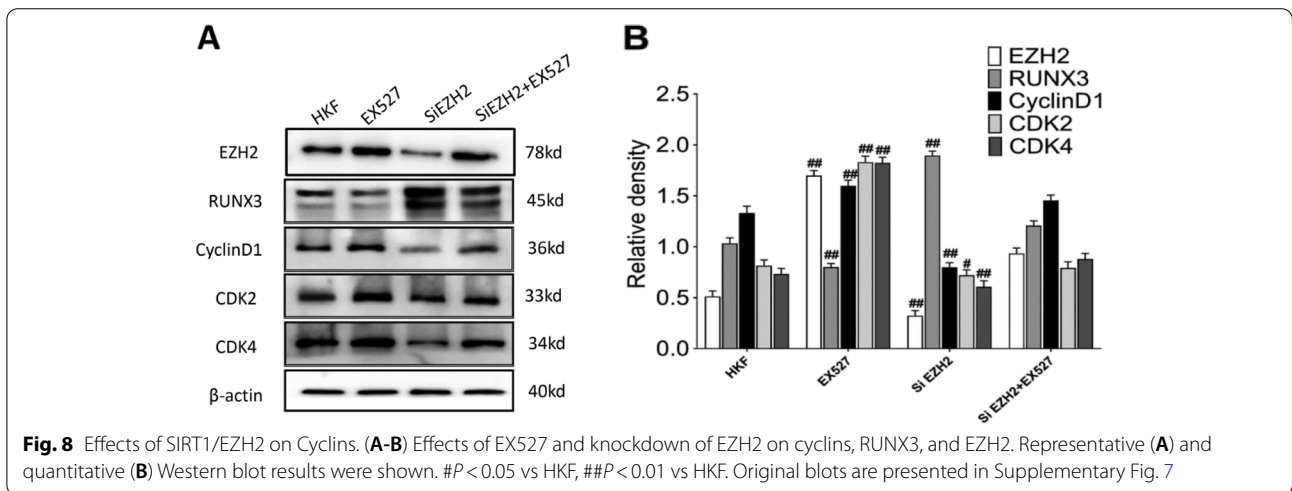 A
HKF EX527 SiEZH2 SiEZH2+EX527
EZH2 78kd
RUNX3 45kd
CyclinD1 36kd
CDK2 33kd
CDK4 34kd
β-actin 40kd
B
EZH2
RUNX3
CyclinD1
CDK2
CDK4
Relative density
2.5
2.0
1.5
1.0
0.5
0.0
## ## ## ## ##
## ## ## # ##
HKF EX527 Si EZH2 Si EZH2+EX527
Fig. 8 Effects of SIRT1/EZH2 on Cyclins. (A-B) Effects of EX527 and knockdown of EZH2 on cyclins, RUNX3, and EZH2. Representative (A) and
quantitative (B) Western blot results were shown. #P < 0.05 vs HKF, ##P < 0.01 vs HKF. Original blots are presented in Supplementary Fig. 7